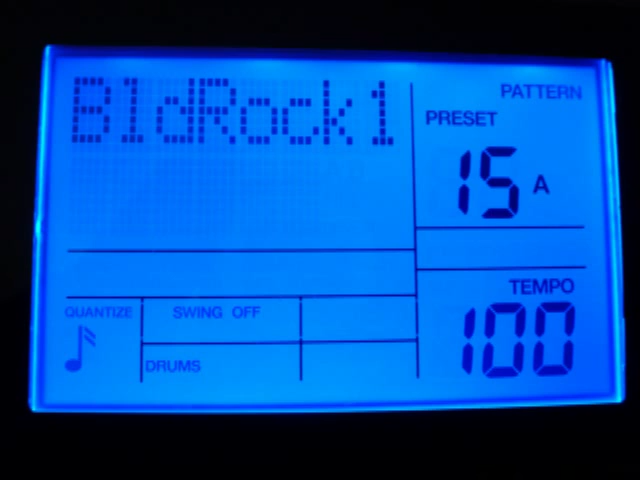 BldRock1
PATTERN
PRESET
15 A
TEMPO
100
QUANTIZE
SWING OFF
DRUMS